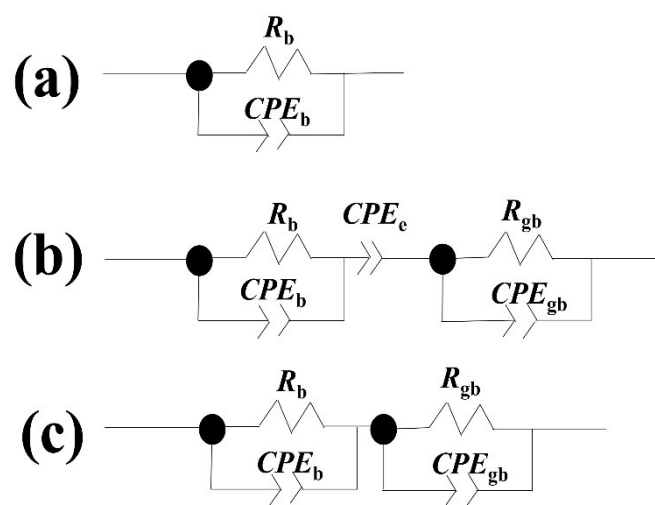 (a)
R_b
CPE_b
(b)
R_b
CPE_e
R_gb
CPE_b
CPE_gb
(c)
R_b
R_gb
CPE_b
CPE_gb